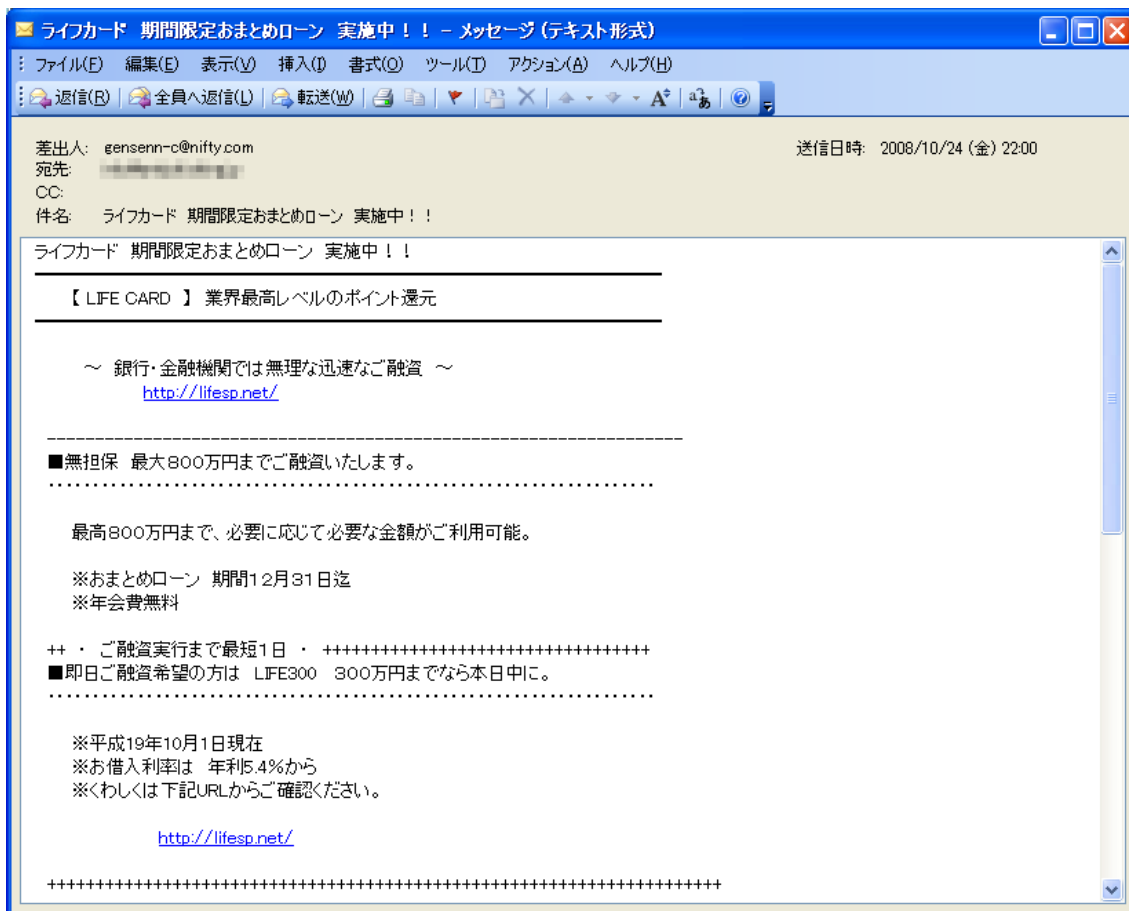 ライフカード 期間限定おまとめローン 実施中！！ - メッセージ (テキスト形式)
ファイル(F) 編集(E) 表示(V) 挿入(I) 書式(O) ツール(T) アクション(A) ヘルプ(H)
返信(R) 全員へ返信(L) 転送(W)
差出人: gensenn-c@nifty.com 送信日時: 2008/10/24 (金) 22:00
宛先:
CC:
件名: ライフカード 期間限定おまとめローン 実施中！！
ライフカード 期間限定おまとめローン 実施中！！
【 LIFE CARD 】 業界最高レベルのポイント還元
～ 銀行・金融機関では無理な迅速なご融資 ～
http://lifesp.net/
------------------------------------------------------------------
■無担保 最大800万円までご融資いたします。
‥‥‥‥‥‥‥‥‥‥‥‥‥‥‥‥‥‥‥‥‥‥‥‥‥‥‥‥
最高800万円まで、必要に応じて必要な金額がご利用可能。
※おまとめローン 期間12月31日迄
※年会費無料
++ ・ ご融資実行まで最短1日 ・ ++++++++++++++++++++++++++++++++++
■即日ご融資希望の方は LIFE300 300万円までなら本日中に。
‥‥‥‥‥‥‥‥‥‥‥‥‥‥‥‥‥‥‥‥‥‥‥‥‥‥‥‥
※平成19年10月1日現在
※お借入利率は 年利5.4%から
※くわしくは下記URLからご確認ください。
http://lifesp.net/
++++++++++++++++++++++++++++++++++++++++++++++++++++++++++++++++++++++